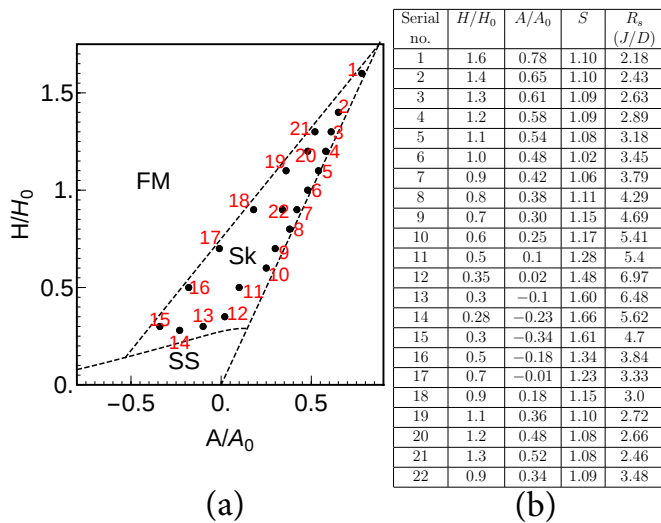 1.5
1
0.5
0.
−0.5
0.
0.5
H/H0
A/A0
FM
Sk
SS
1
2
21
3
20
4
19
5
6
18
22
7
8
17
9
10
16
11
15
13
12
14
(a)
Serial no. H/H0 A/A0 S Rs (J/D)
1 1.6 0.78 1.10 2.18
2 1.4 0.65 1.10 2.43
3 1.3 0.61 1.09 2.63
4 1.2 0.58 1.09 2.89
5 1.1 0.54 1.08 3.18
6 1.0 0.48 1.02 3.45
7 0.9 0.42 1.06 3.79
8 0.8 0.38 1.11 4.29
9 0.7 0.30 1.15 4.69
10 0.6 0.25 1.17 5.41
11 0.5 0.1 1.28 5.4
12 0.35 0.02 1.48 6.97
13 0.3 −0.1 1.60 6.48
14 0.28 −0.23 1.66 5.62
15 0.3 −0.34 1.61 4.7
16 0.5 −0.18 1.34 3.84
17 0.7 −0.01 1.23 3.33
18 0.9 0.18 1.15 3.0
19 1.1 0.36 1.10 2.72
20 1.2 0.48 1.08 2.66
21 1.3 0.52 1.08 2.46
22 0.9 0.34 1.09 3.48
(b)